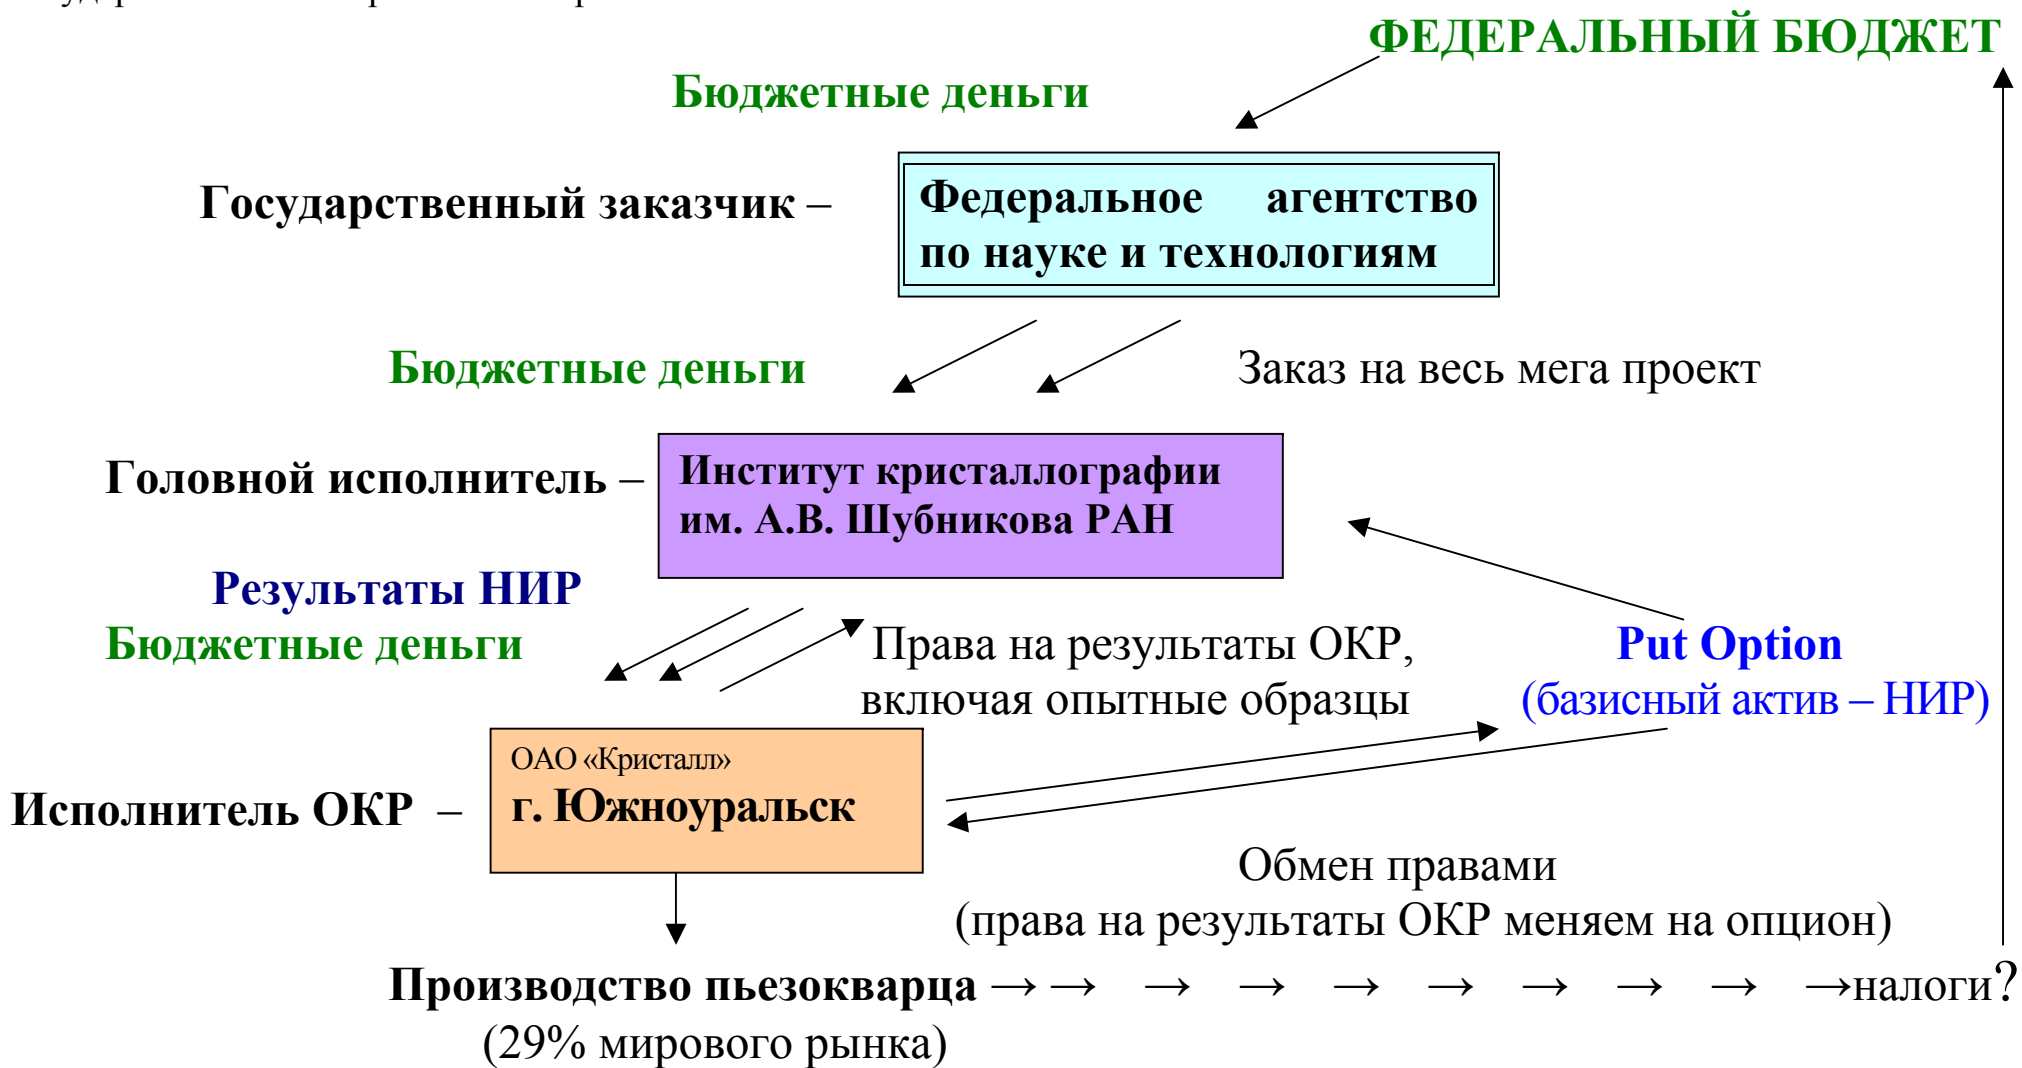 ФЕДЕРАЛЬНЫЙ БЮДЖЕТ
Бюджетные деньги
Государственный заказчик –
Федеральное агентство
по науке и технологиям
Бюджетные деньги
Заказ на весь мега проект
Головной исполнитель –
Институт кристаллографии
им. А.В. Шубникова РАН
Результаты НИР
Бюджетные деньги
Права на результаты ОКР,
включая опытные образцы
Put Option
(базисный актив – НИР)
Исполнитель ОКР –
ОАО «Кристалл»
г. Южноуральск
Обмен правами
(права на результаты ОКР меняем на опцион)
Производство пьезокварца → → → → → → → → → →налоги?
(29% мирового рынка)